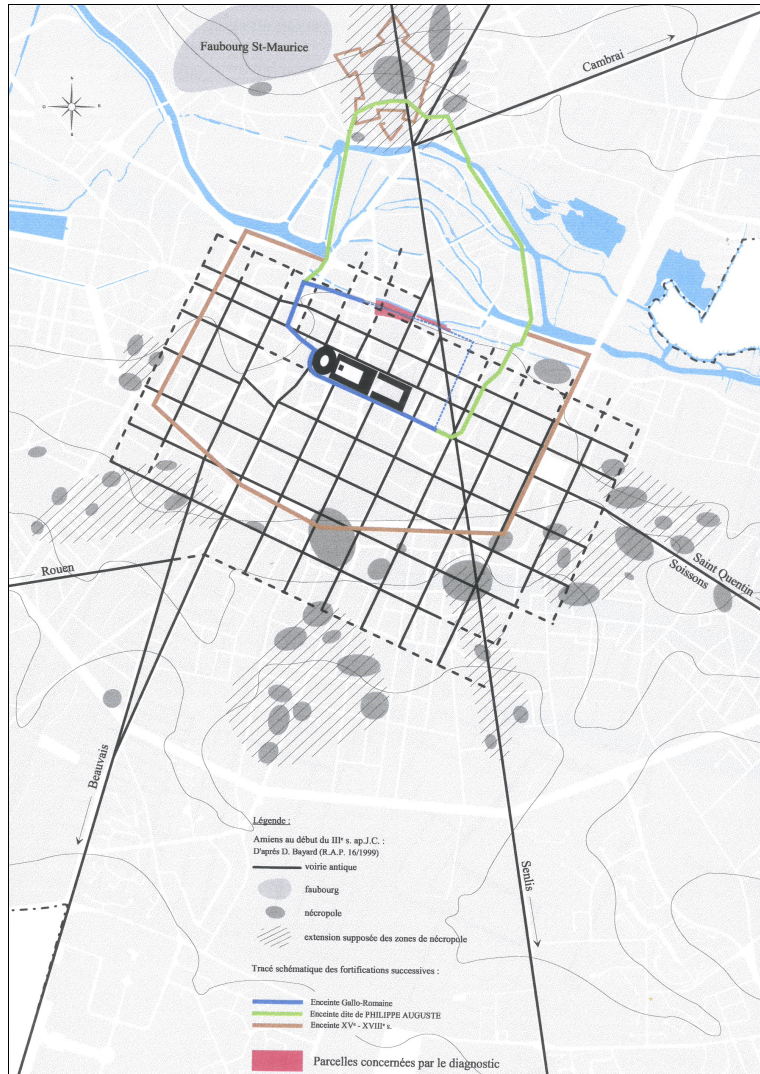 Faubourg St-Maurice
Cambrai
N
O
E
S
Rouen
Saint Quentin
Soissons
Beauvais
Senlis
Légende :
Amiens au début du IIIe s. ap.J.C. :
D'après D. Bayard (R.A.P. 16/1999)
voirie antique
faubourg
nécropole
extension supposée des zones de nécropole
Tracé schématique des fortifications successives :
Enceinte Gallo-Romaine
Enceinte dite de PHILIPPE AUGUSTE
Enceinte XVe - XVIIIe s.
Parcelles concernées par le diagnostic